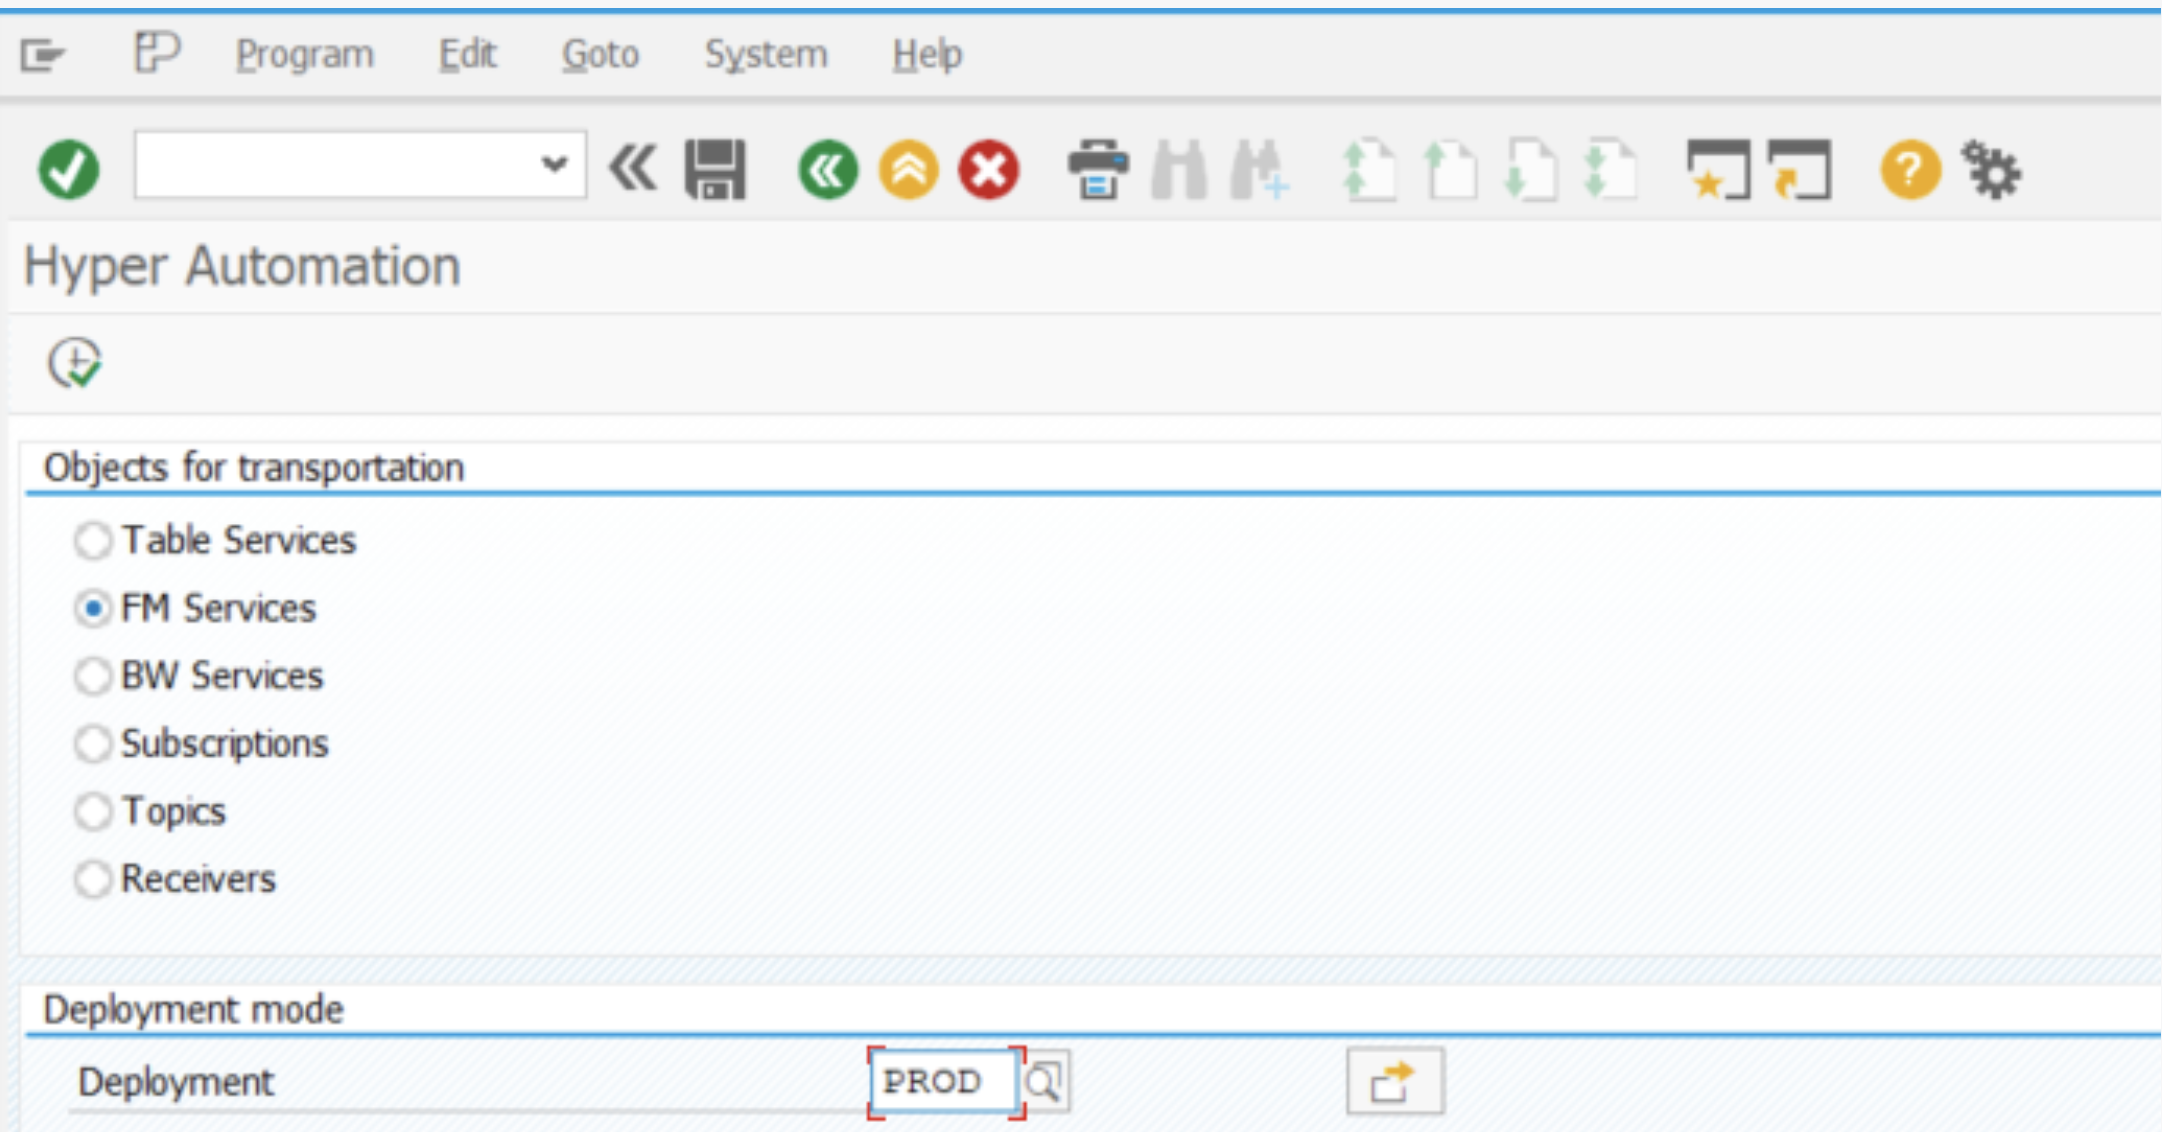 Program Edit Goto System Help
Hyper Automation
Objects for transportation
Table Services
FM Services
BW Services
Subscriptions
Topics
Receivers
Deployment mode
Deployment PROD